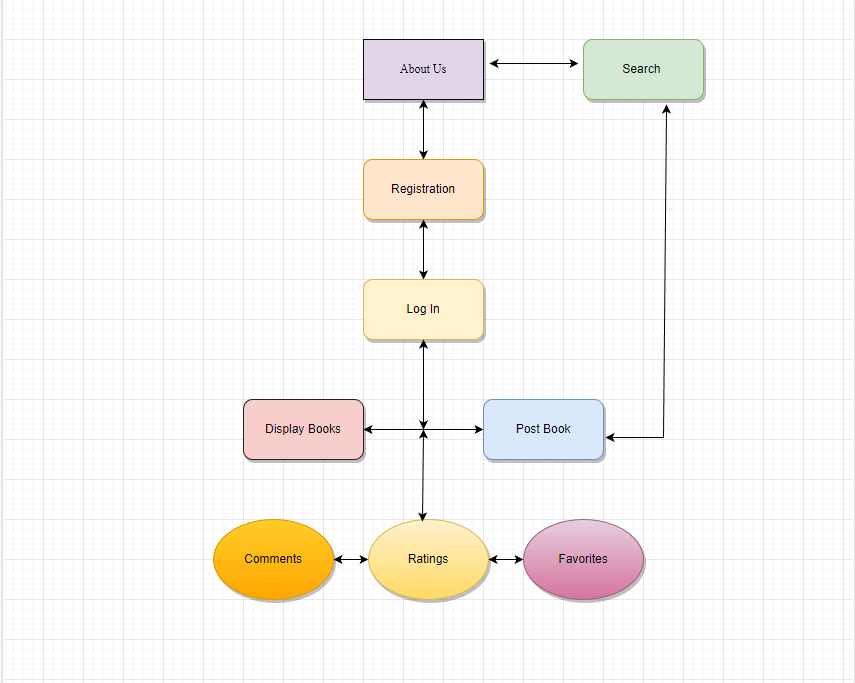 About Us
Search
Registration
Log In
Display Books
Post Book
Comments
Ratings
Favorites